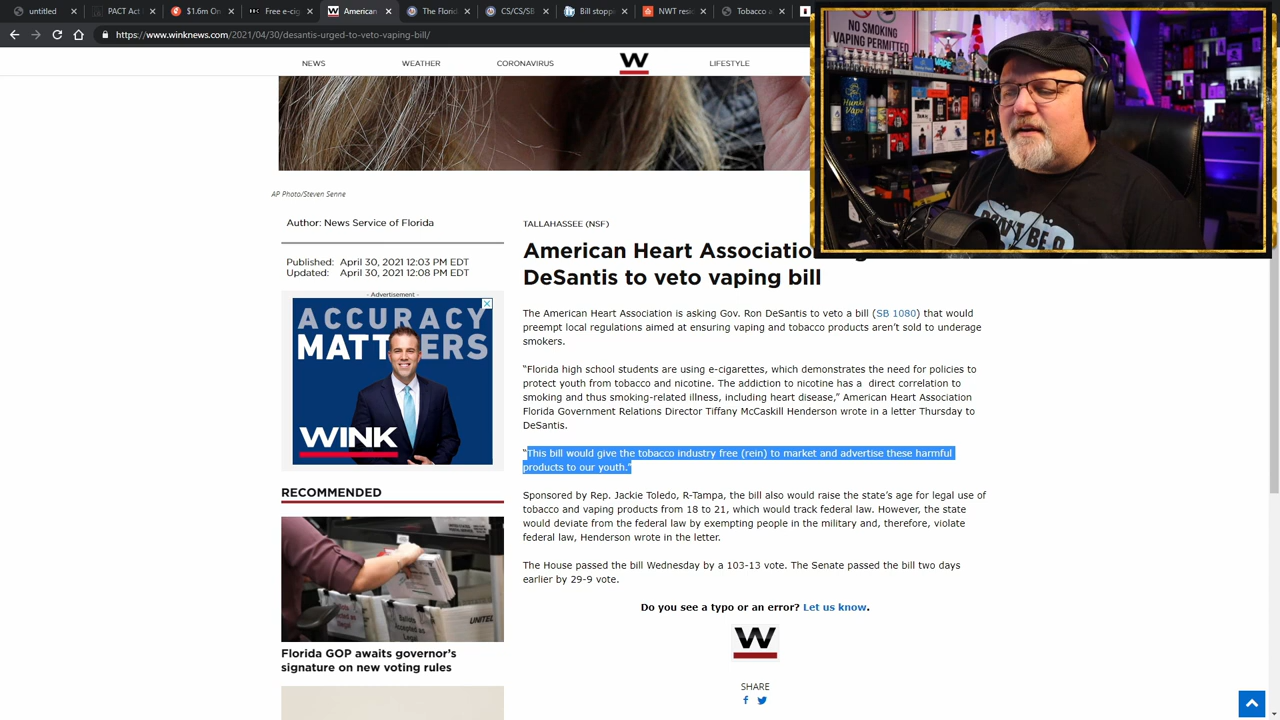 untitled
$1.6m O
Free e-cig
American
The Florid
CSCS/SB
Bill stopp
NWT resi
Tobacco a
news.com/2021/04/30/desantis-urged-to-veto-vaping-bill/
NEWS
WEATHER
CORONAVIRUS
W
LIFESTYLE
NO SMOKING
VAPING PERMITTED
VAPE
Hunky
Vape
DON'T BE A
AP Photo/Steven Senne
Author: News Service of Florida
Published: April 30, 2021 12:03 PM EDT
Updated: April 30, 2021 12:08 PM EDT
- Advertisement -
ACCURACY
MATTERS
WINK
RECOMMENDED
UNITED
Florida GOP awaits governor's
signature on new voting rules
TALLAHASSEE (NSF)
American Heart Associatio
DeSantis to veto vaping bill
The American Heart Association is asking Gov. Ron DeSantis to veto a bill (SB 1080) that would
preempt local regulations aimed at ensuring vaping and tobacco products aren't sold to underage
smokers.
“Florida high school students are using e-cigarettes, which demonstrates the need for policies to
protect youth from tobacco and nicotine. The addiction to nicotine has a direct correlation to
smoking and thus smoking-related illness, including heart disease,” American Heart Association
Florida Government Relations Director Tiffany McCaskill Henderson wrote in a letter Thursday to
DeSantis.
“This bill would give the tobacco industry free (rein) to market and advertise these harmful
products to our youth.”
Sponsored by Rep. Jackie Toledo, R-Tampa, the bill also would raise the state's age for legal use of
tobacco and vaping products from 18 to 21, which would track federal law. However, the state
would deviate from the federal law by exempting people in the military and, therefore, violate
federal law, Henderson wrote in the letter.
The House passed the bill Wednesday by a 103-13 vote. The Senate passed the bill two days
earlier by 29-9 vote.
Do you see a typo or an error? Let us know.
W
SHARE